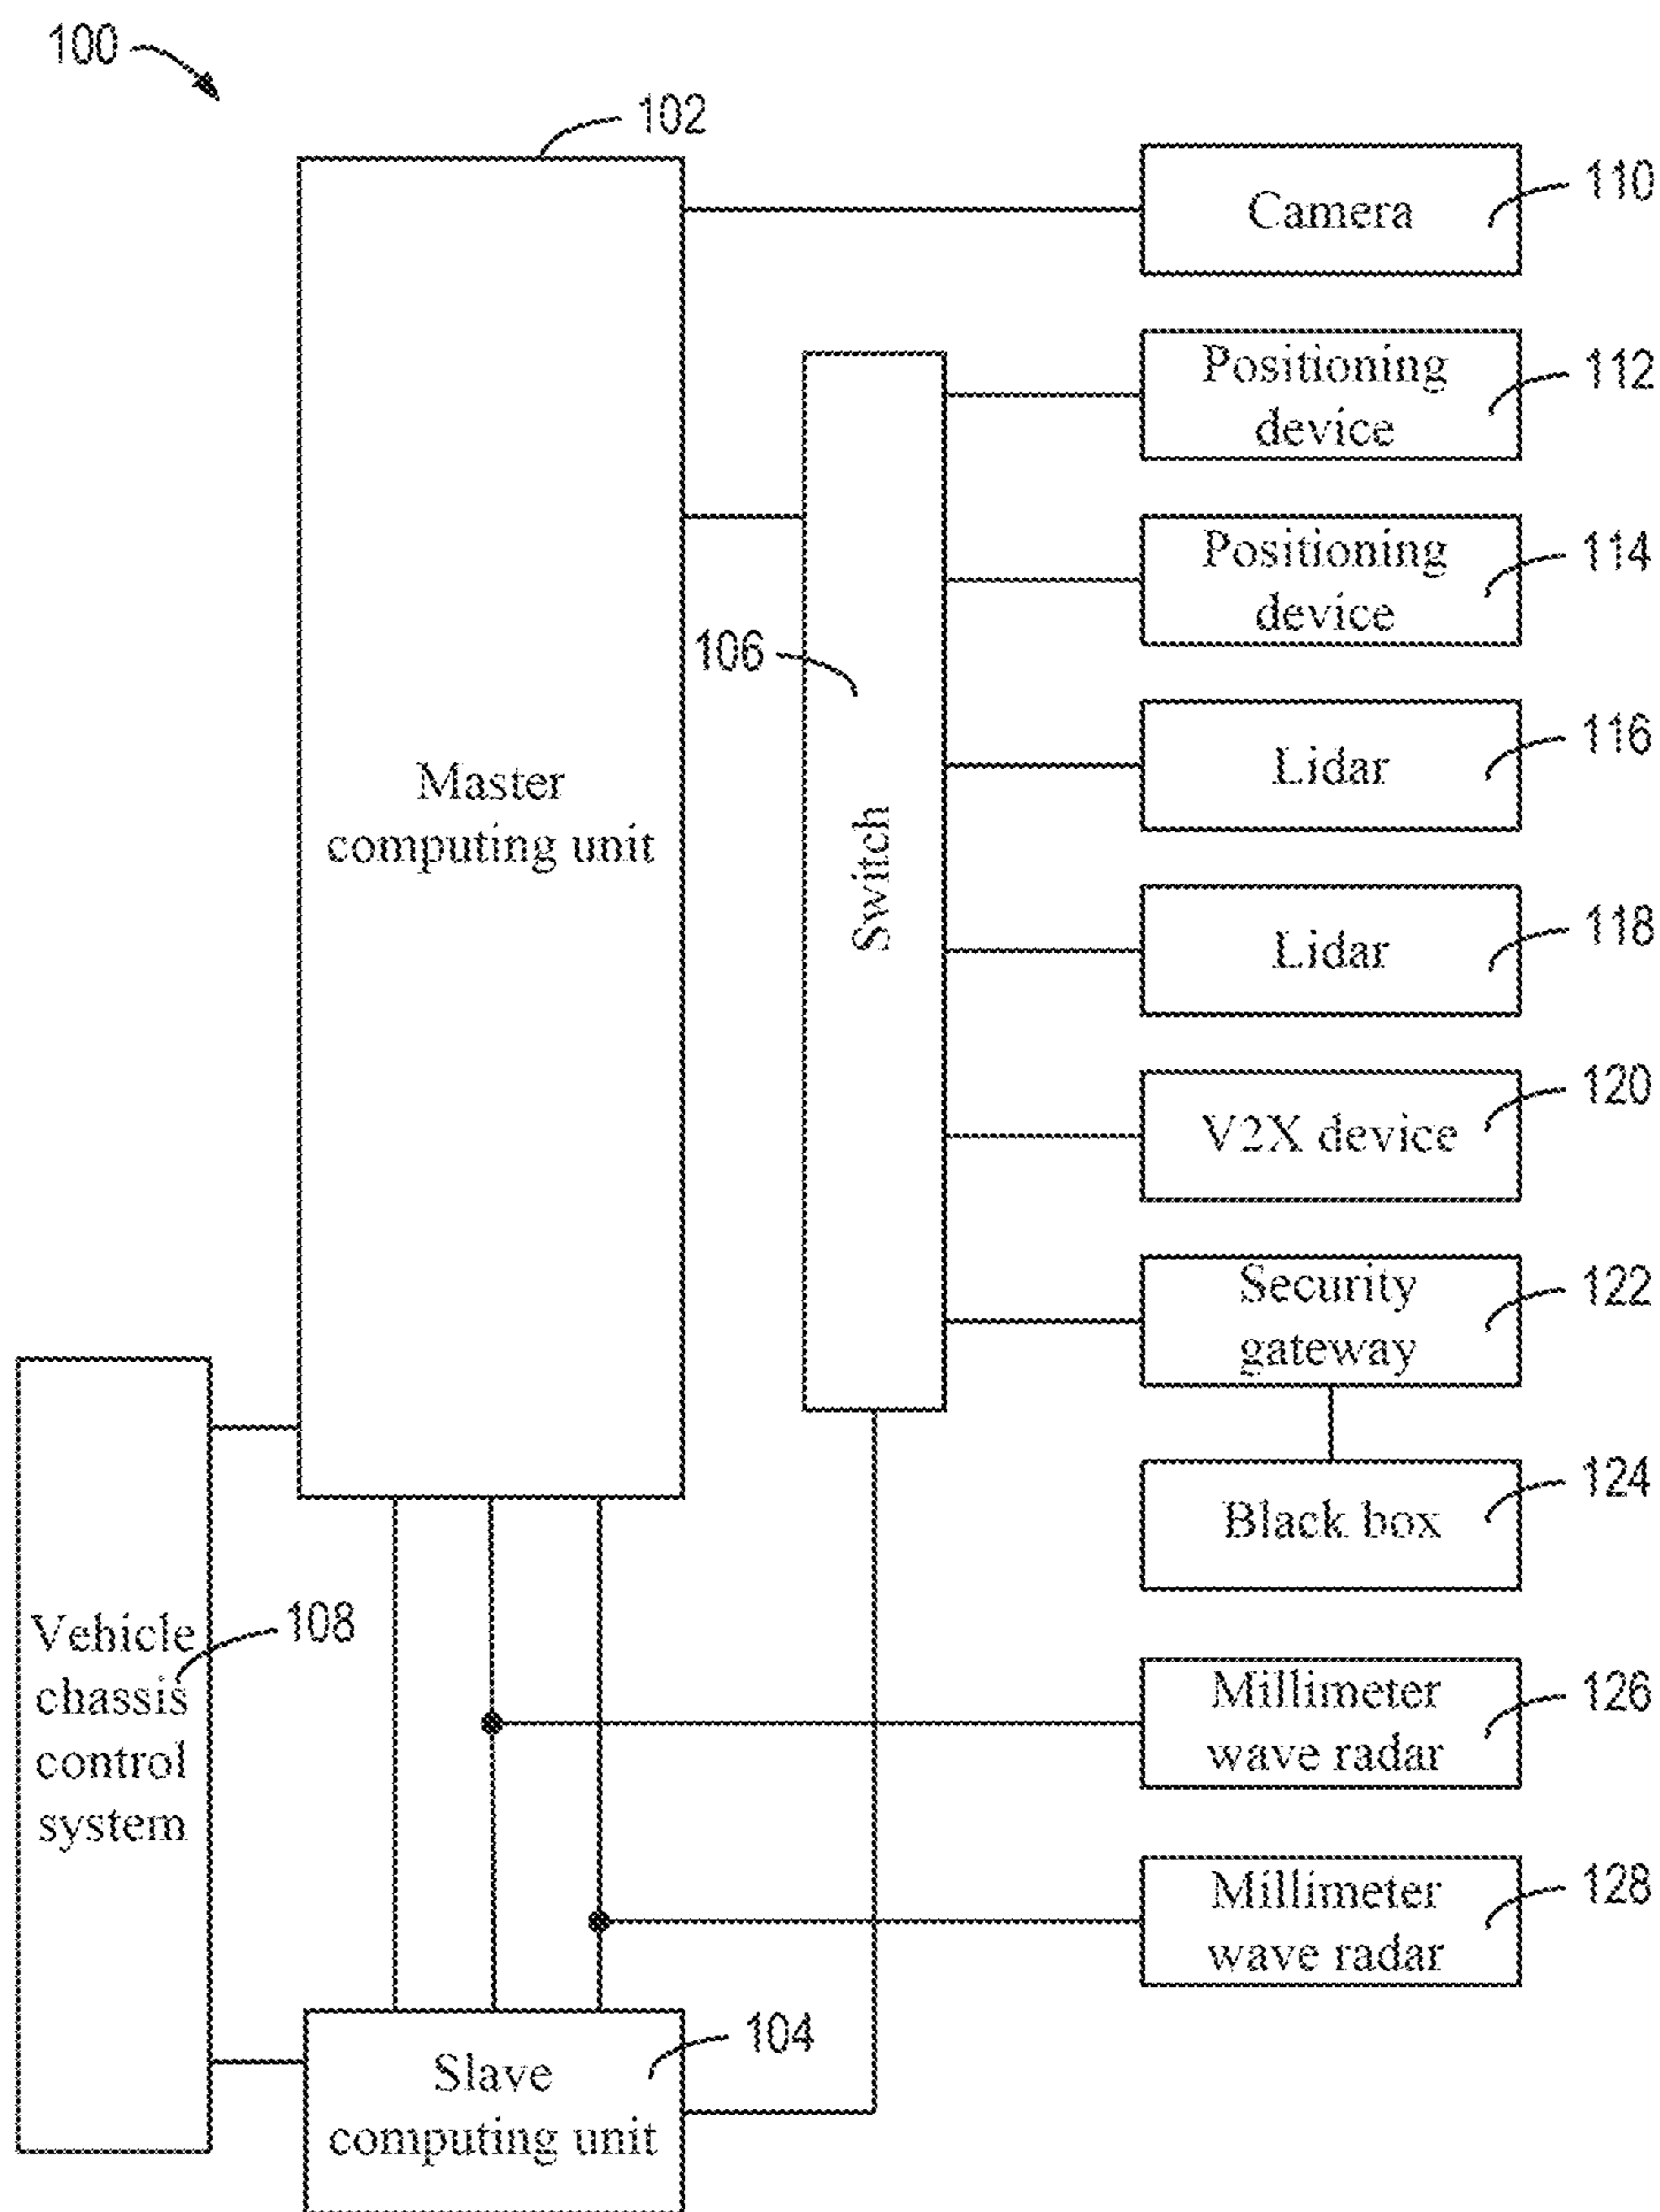 100
102
Camera
110
Positioning
device
112
Positioning
device
114
106
Lidar
116
Master
computing unit
Switch
Lidar
118
V2X device
120
Security
gateway
122
Black box
124
Vehicle
chassis
control
system
108
Millimeter
wave radar
126
Millimeter
wave radar
128
Slave
computing unit
104